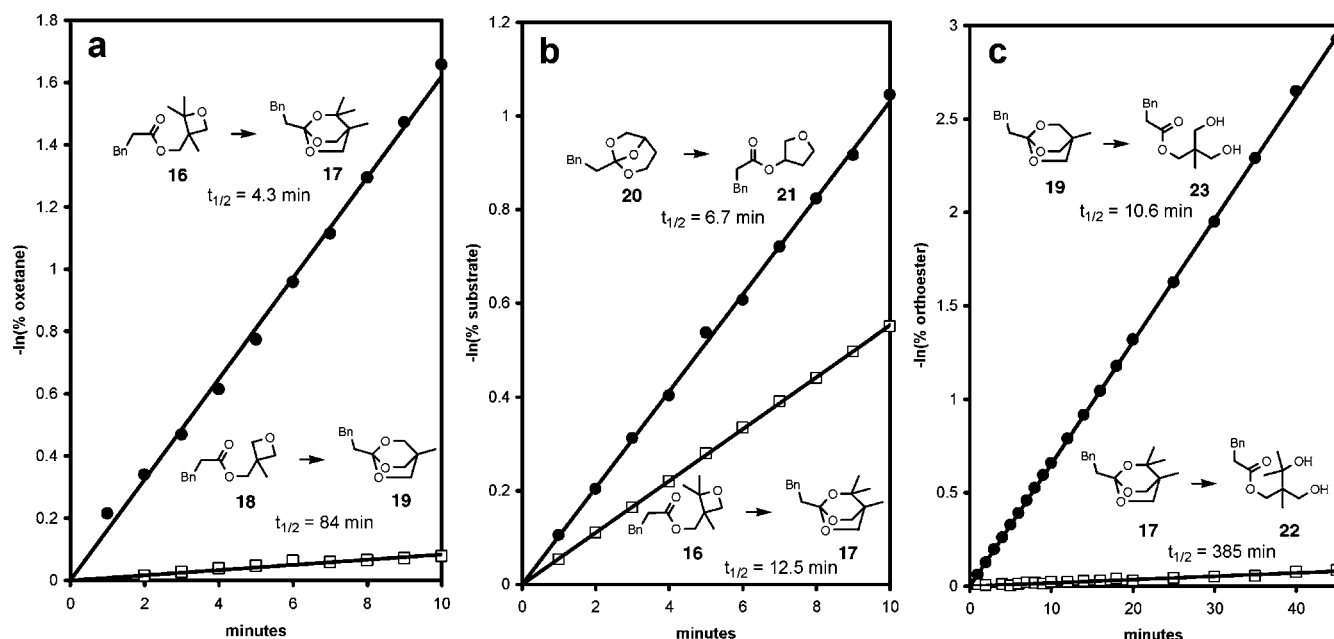 a
-ln(% oxetane)
1.8
1.6
1.4
1.2
1
0.8
0.6
0.4
0.2
0
0 2 4 6 8 10
minutes
Bn O O O
16
Bn O O O
17
t1/2 = 4.3 min
Bn O O O
18
Bn O O O
19
t1/2 = 84 min
b
-ln(% substrate)
1.2
1
0.8
0.6
0.4
0.2
0
0 2 4 6 8 10
minutes
Bn O O O
20
Bn O O O
21
t1/2 = 6.7 min
Bn O O O
16
Bn O O O
17
t1/2 = 12.5 min
c
-ln(% orthoester)
3
2.5
2
1.5
1
0.5
0
0 10 20 30 40
minutes
Bn O O O
19
Bn O O OH OH
23
t1/2 = 10.6 min
Bn O O O
17
Bn O O OH OH
22
t1/2 = 385 min